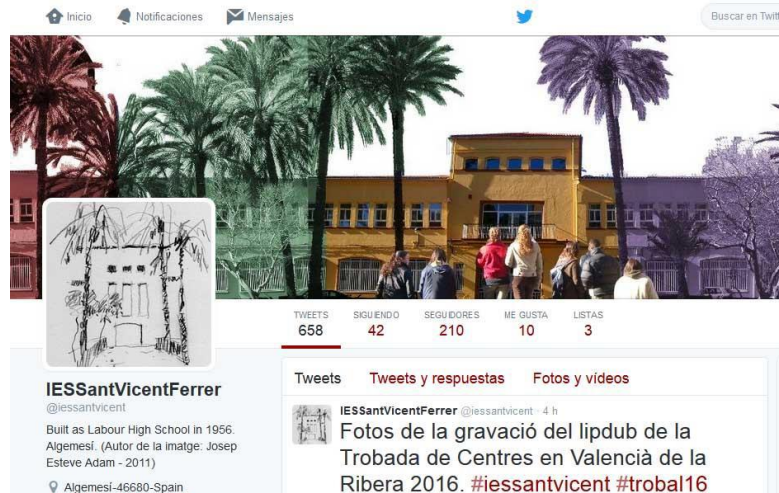 Inicio Notificaciones Mensajes Buscar en Twit
TWEETS SIGUIENDO SEGUIDORES ME GUSTA LISTAS
658 42 210 10 3
IESSantVicentFerrer
@iessantvicent
Built as Labour High School in 1956.
Algemesí. (Autor de la imatge: Josep
Esteve Adam - 2011)
Algemesí-46680-Spain
Tweets Tweets y respuestas Fotos y vídeos
IESSantVicentFerrer @iessantvicent · 4 h
Fotos de la gravació del lipdub de la
Trobada de Centres en Valencià de la
Ribera 2016. #iessantvicent #trobal16